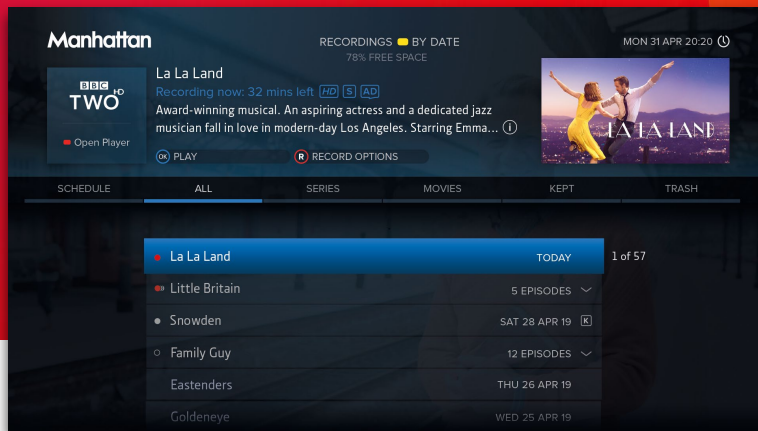 Manhattan
RECORDINGS BY DATE
MON 31 APR 20:20
78% FREE SPACE
BBC
TWO HD
Open Player
La La Land
Recording now: 32 mins left HD S AD
Award-winning musical. An aspiring actress and a dedicated jazz
musician fall in love in modern-day Los Angeles. Starring Emma... i
OK PLAY
R RECORD OPTIONS
LA LA LAND
SCHEDULE ALL SERIES MOVIES KEPT TRASH
La La Land TODAY 1 of 57
Little Britain 5 EPISODES
Snowden SAT 28 APR 19 K
Family Guy 12 EPISODES
Eastenders THU 26 APR 19
Goldeneye WED 25 APR 19